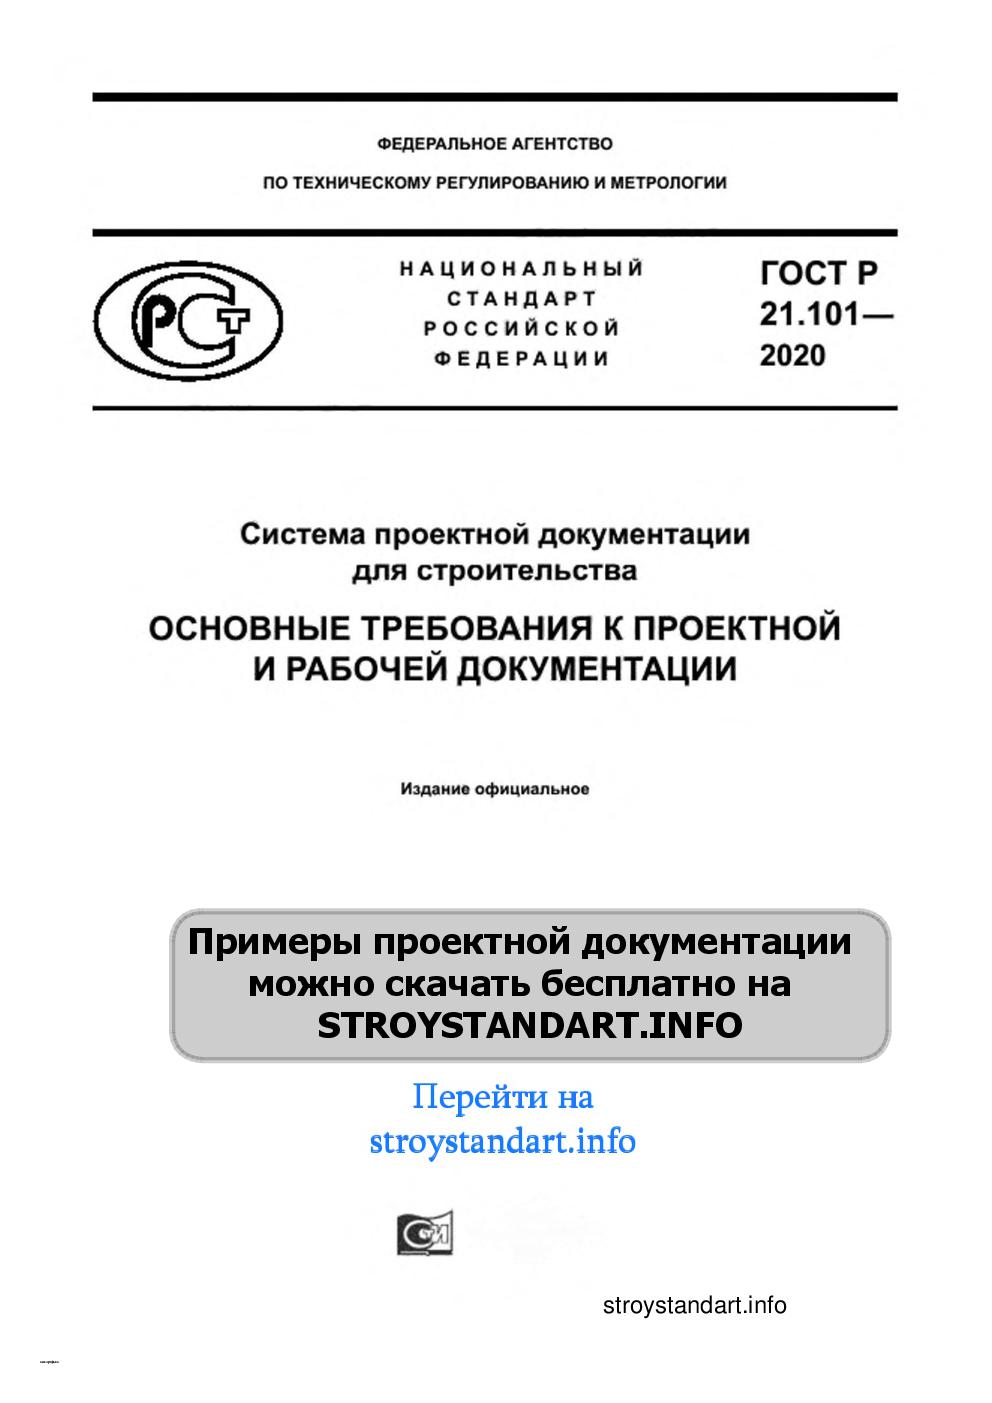 ФЕДЕРАЛЬНОЕ АГЕНТСТВО
ПО ТЕХНИЧЕСКОМУ РЕГУЛИРОВАНИЮ И МЕТРОЛОГИИ
РСТ
НАЦИОНАЛЬНЫЙ
СТАНДАРТ
РОССИЙСКОЙ
ФЕДЕРАЦИИ
ГОСТ Р
21.101—
2020
Система проектной документации
для строительства
ОСНОВНЫЕ ТРЕБОВАНИЯ К ПРОЕКТНОЙ
И РАБОЧЕЙ ДОКУМЕНТАЦИИ
Издание официальное
Примеры проектной документации
можно скачать бесплатно на
STROYSTANDART.INFO
Перейти на
stroystandart.info
Сти
stroystandart.info